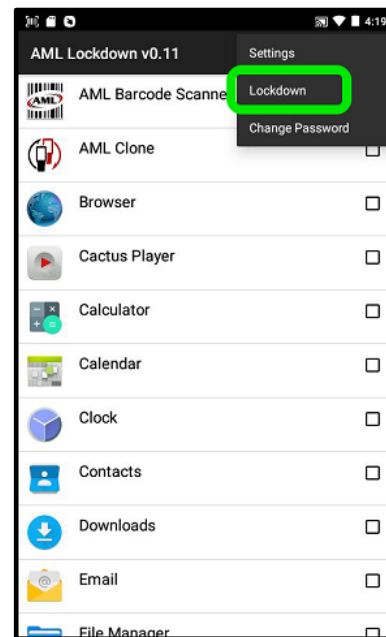 4:19
AML Lockdown v0.11
Settings
AML Barcode Scanne
Lockdown
Change Password
AML
AML Clone
Browser
Cactus Player
Calculator
Calendar
Clock
Contacts
Downloads
Email
File Manager